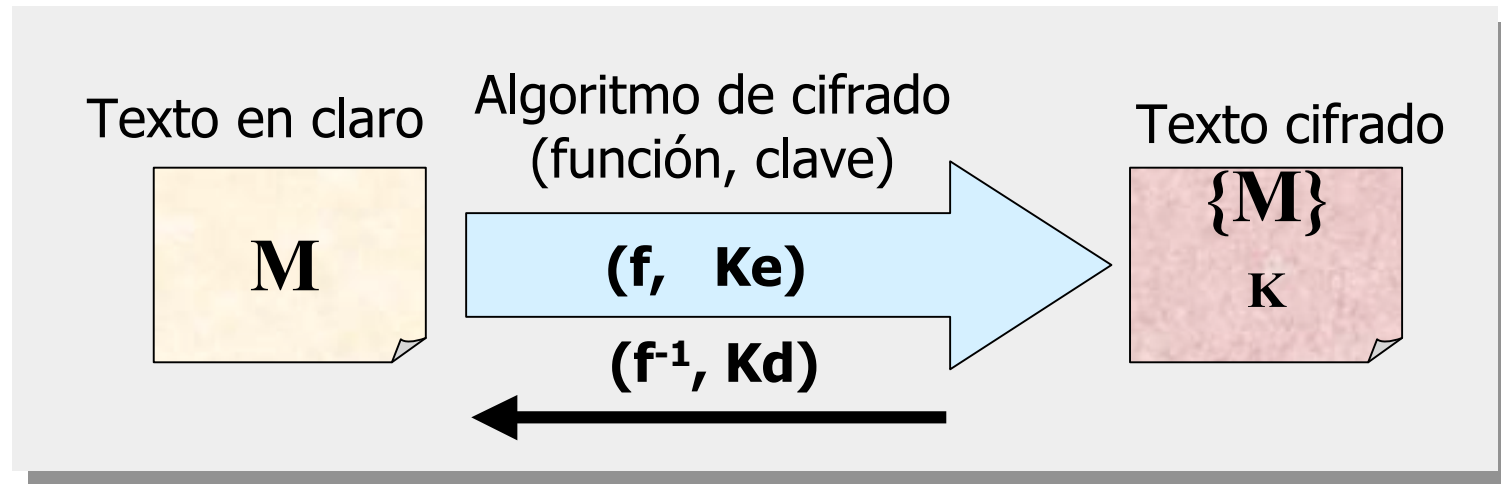 Texto en claro
Algoritmo de cifrado
(función, clave)
Texto cifrado
M
(f, Ke)
{M}
K
(f-1, Kd)